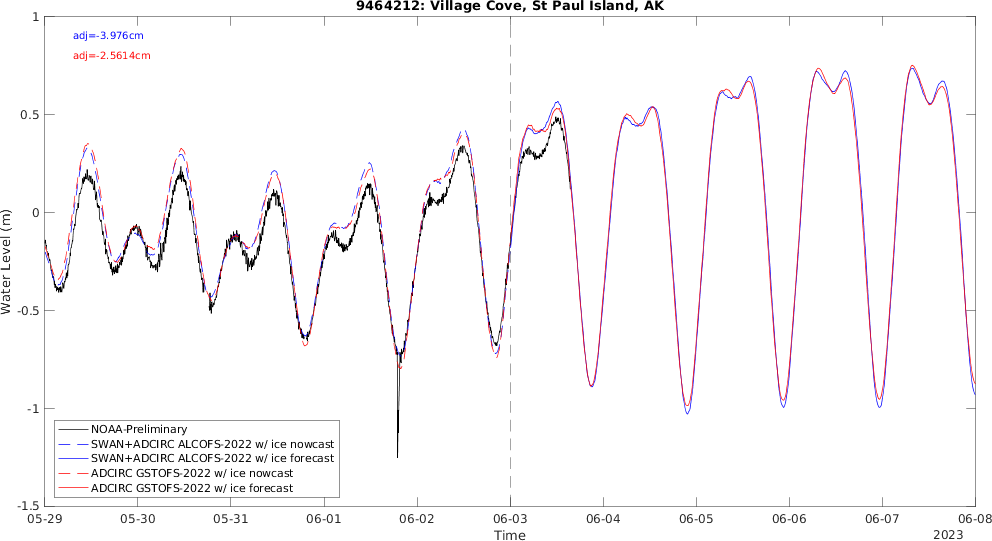 9464212: Village Cove, St Paul Island, AK
adj=-3.976cm
adj=-2.5614cm
1
0.5
0
-0.5
-1
-1.5
Water Level (m)
NOAA-Preliminary
SWAN+ADCIRC ALCOFS-2022 w/ ice nowcast
SWAN+ADCIRC ALCOFS-2022 w/ ice forecast
ADCIRC GSTOFS-2022 w/ ice nowcast
ADCIRC GSTOFS-2022 w/ ice forecast
05-29 05-30 05-31 06-01 06-02 06-03 06-04 06-05 06-06 06-07 06-08
Time
2023